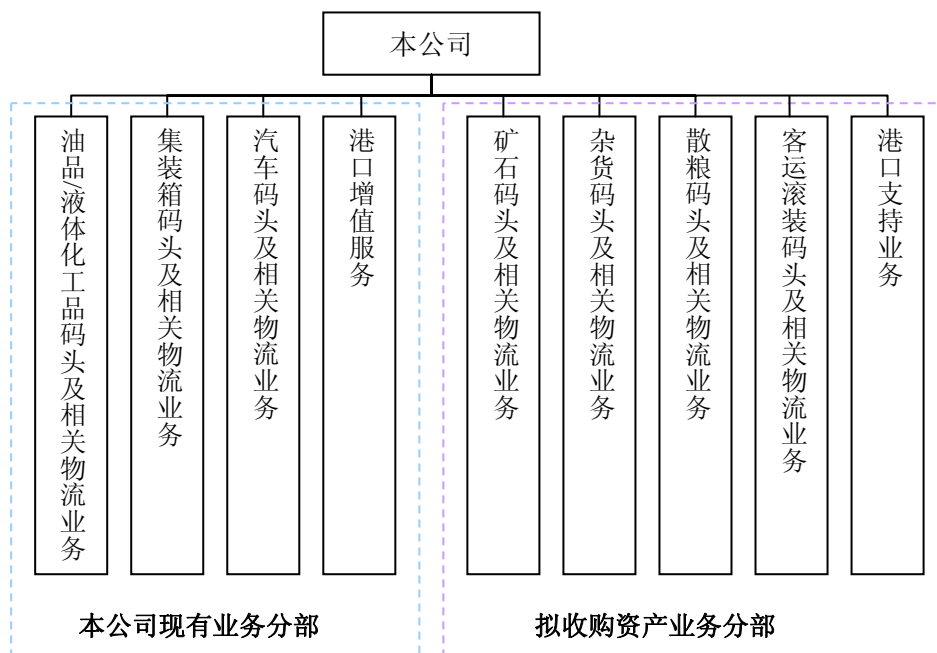 本公司
油品/液体化工品码头及相关物流业务
集装箱码头及相关物流业务
汽车码头及相关物流业务
港口增值服务
矿石码头及相关物流业务
杂货码头及相关物流业务
散粮码头及相关物流业务
客运滚装码头及相关物流业务
港口支持业务
本公司现有业务分部
拟收购资产业务分部